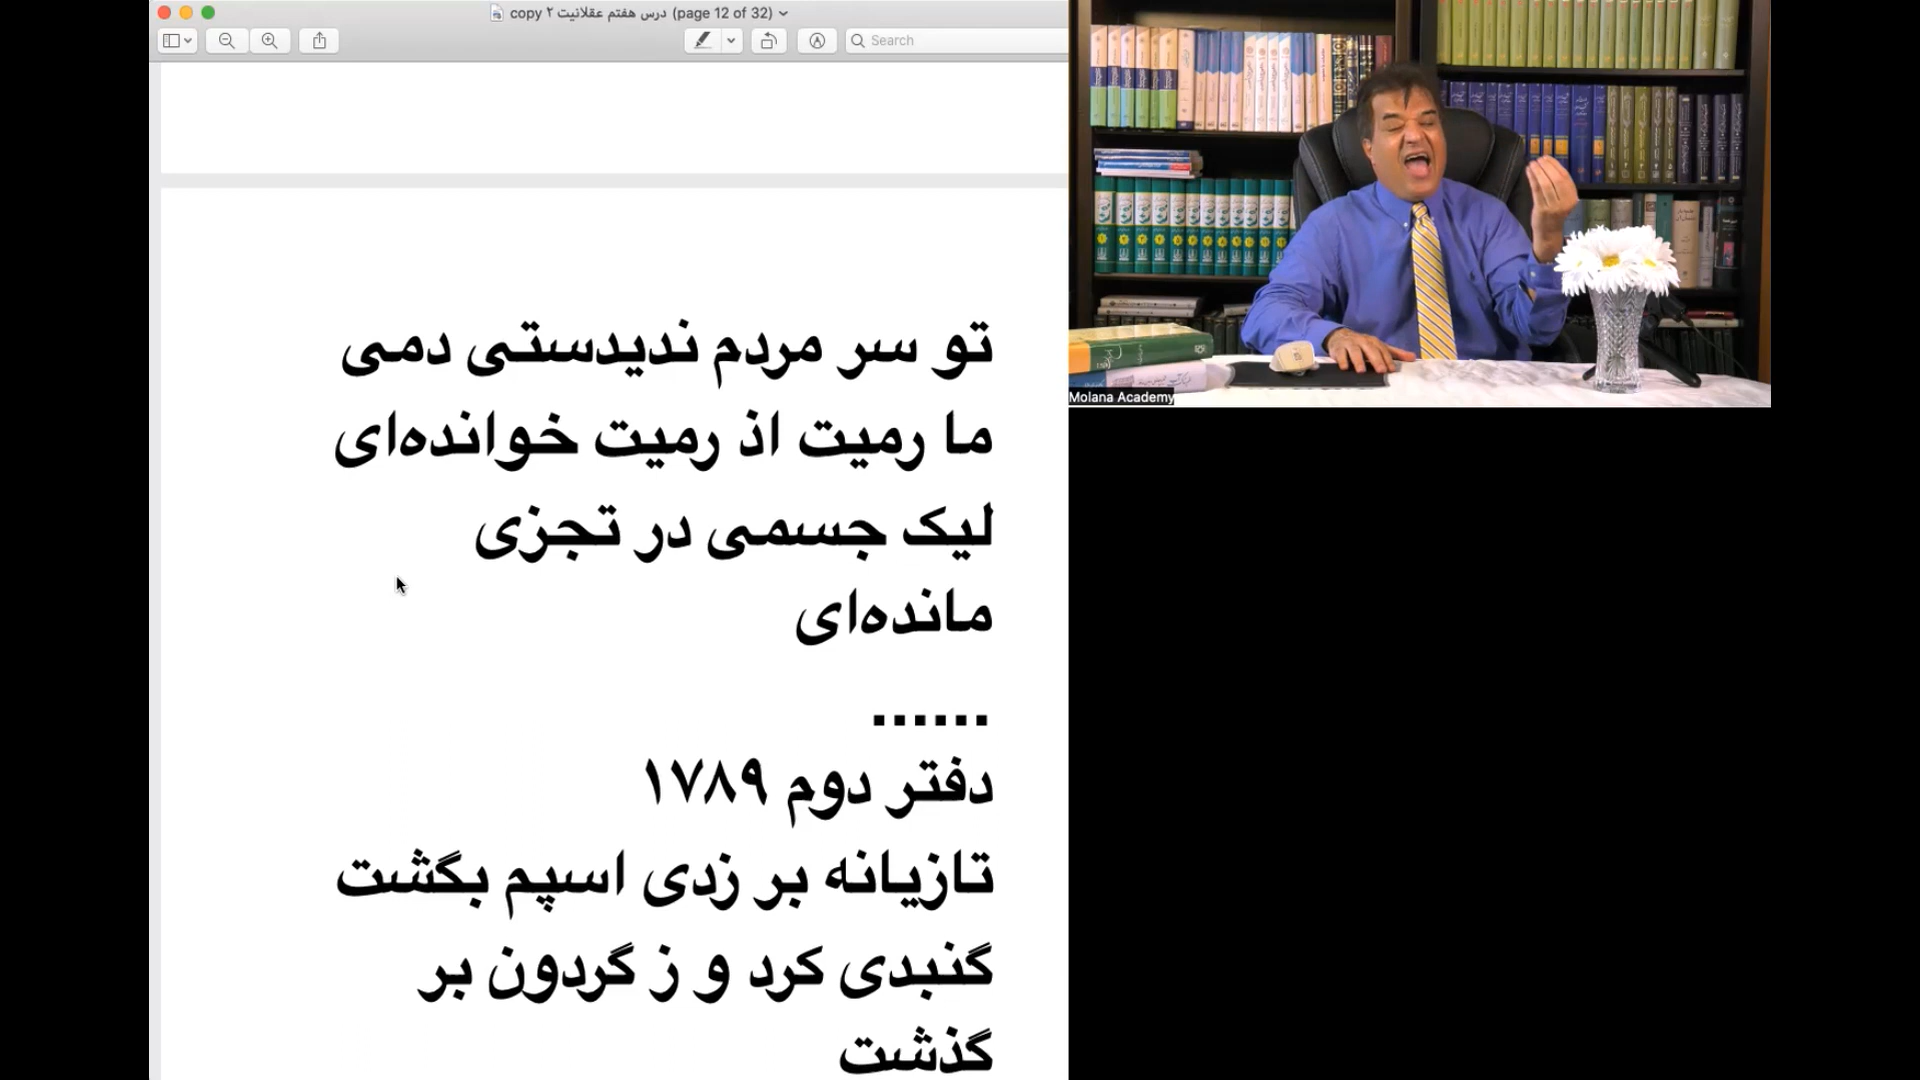 درس هفتم عقلانیت ۲ copy (page 12 of 32)
Search
تو سر مردم ندیدستی دمی
ما رمیت اذ رمیت خوانده‌ای
لیک جسمی در تجزی
مانده‌ای
......
دفتر دوم ۱۷۸۹
تازیانه بر زدی اسپم بگشت
گنبدی کرد و ز گردون بر
گذشت
Molana Academy